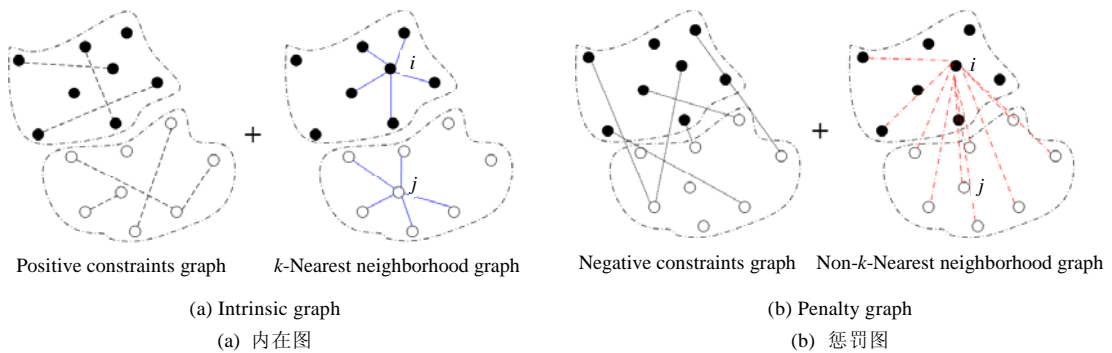 i
i
+
+
j
j
Positive constraints graph
k-Nearest neighborhood graph
Negative constraints graph
Non-k-Nearest neighborhood graph
(a) Intrinsic graph
(b) Penalty graph
(a) 内在图
(b) 惩罚图